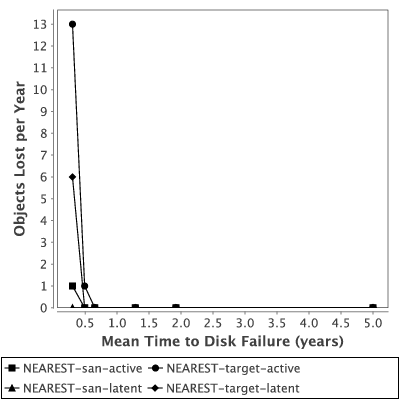 13
12
11
10
9
8
7
6
5
4
3
2
1
0
Objects Lost per Year
0.5 1.0 1.5 2.0 2.5 3.0 3.5 4.0 4.5 5.0
Mean Time to Disk Failure (years)
NEAREST-san-active NEAREST-target-active
NEAREST-san-latent NEAREST-target-latent